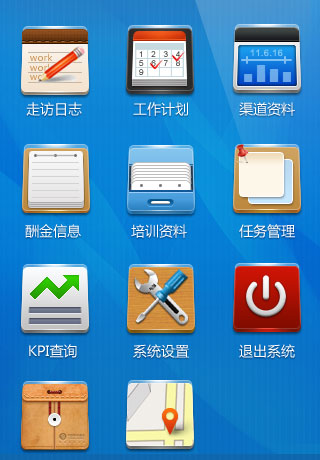 work
work
wo
1 2 3 4
5 6 7 8
9
11.6.16
走访日志 工作计划 渠道资料
酬金信息 培训资料 任务管理
KPI查询 系统设置 退出系统